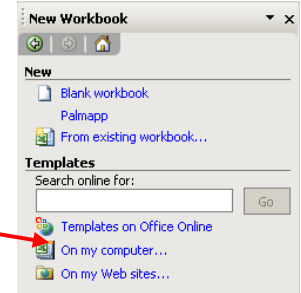 New Workbook
New
Blank workbook
Palmapp
From existing workbook...
Templates
Search online for:
Go
Templates on Office Online
On my computer...
On my Web sites...